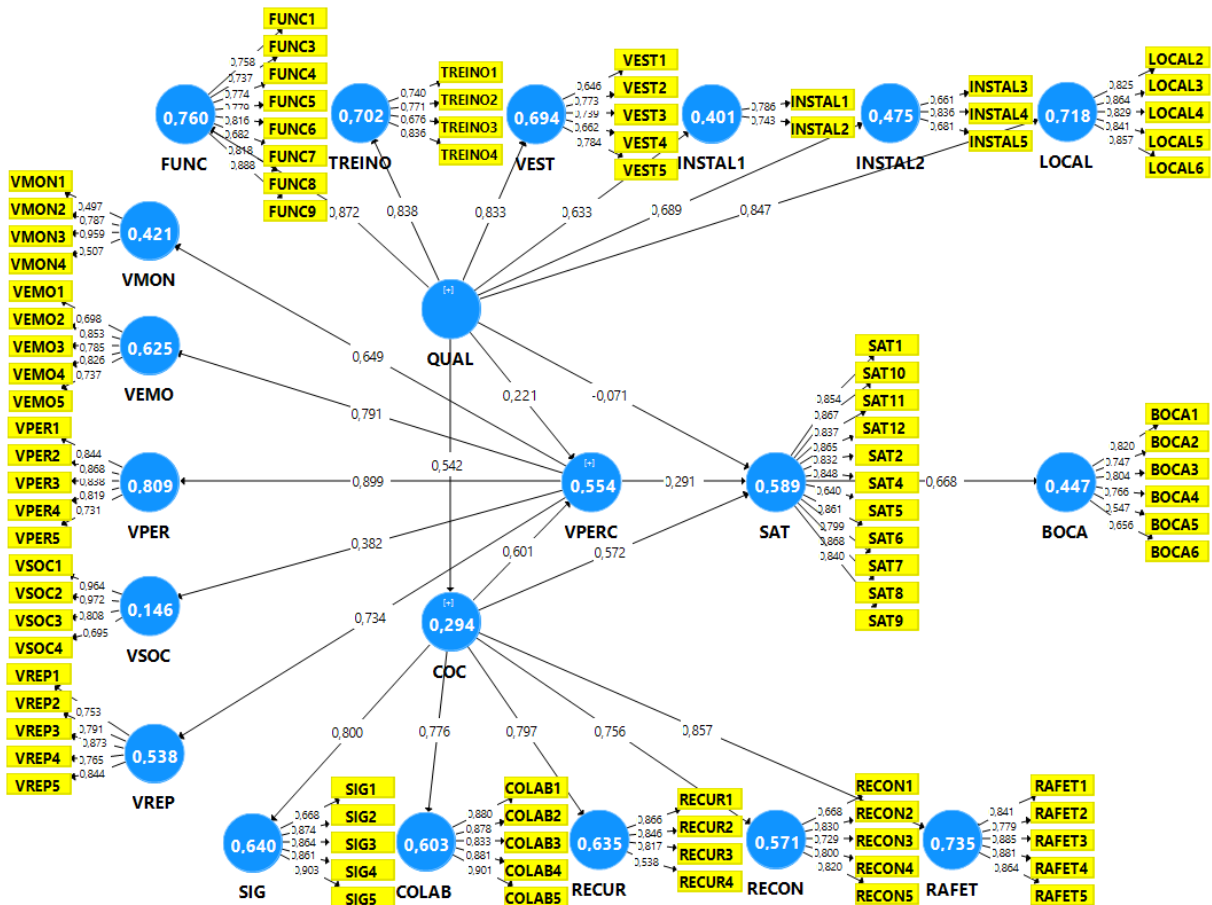 FUNC1
FUNC3
FUNC4
FUNC5
FUNC6
FUNC7
FUNC8
FUNC9
0,758
0,737
0,774
0,816
0,682
0,818
0,888
0,760
FUNC
TREINO1
TREINO2
TREINO3
TREINO4
0,740
0,771
0,676
0,836
0,702
TREINO
VEST1
VEST2
VEST3
VEST4
VEST5
0,646
0,773
0,739
0,662
0,784
0,694
VEST
INSTAL1
INSTAL2
0,786
0,743
0,401
INSTAL1
INSTAL3
INSTAL4
INSTAL5
0,661
0,836
0,681
0,475
INSTAL2
LOCAL2
LOCAL3
LOCAL4
LOCAL5
LOCAL6
0,825
0,864
0,829
0,841
0,857
0,718
LOCAL
0,872
0,838
0,833
0,633
0,689
0,847
VMON1
VMON2
VMON3
VMON4
0,497
0,787
0,959
0,507
0,421
VMON
VEMO1
VEMO2
VEMO3
VEMO4
VEMO5
0,698
0,853
0,785
0,826
0,737
0,625
VEMO
[+]
QUAL
0,649
0,221
-0,071
0,791
0,542
VPER1
VPER2
VPER3
VPER4
VPER5
0,844
0,868
0,838
0,819
0,731
0,809
VPER
0,899
[+]
0,554
VPERC
0,291
SAT1
SAT10
SAT11
SAT12
SAT2
SAT4
SAT5
SAT6
SAT7
SAT8
SAT9
0,854
0,867
0,837
0,865
0,832
0,848
0,640
0,861
0,799
0,868
0,840
0,589
SAT
0,668
0,447
BOCA
BOCA1
BOCA2
BOCA3
BOCA4
BOCA5
BOCA6
0,820
0,747
0,804
0,766
0,547
0,656
0,382
0,601
0,572
VSOC1
VSOC2
VSOC3
VSOC4
0,964
0,972
0,808
0,695
0,146
VSOC
0,734
[+]
0,294
COC
VREP1
VREP2
VREP3
VREP4
VREP5
0,753
0,791
0,873
0,765
0,844
0,538
VREP
0,800
0,776
0,797
0,756
0,857
SIG1
SIG2
SIG3
SIG4
SIG5
0,668
0,874
0,864
0,861
0,903
0,640
SIG
COLAB1
COLAB2
COLAB3
COLAB4
COLAB5
0,880
0,878
0,833
0,881
0,901
0,603
COLAB
RECUR1
RECUR2
RECUR3
RECUR4
0,866
0,846
0,817
0,538
0,635
RECUR
RECON1
RECON2
RECON3
RECON4
RECON5
0,668
0,830
0,729
0,800
0,820
0,571
RECON
RAFET1
RAFET2
RAFET3
RAFET4
RAFET5
0,841
0,779
0,885
0,881
0,864
0,735
RAFET